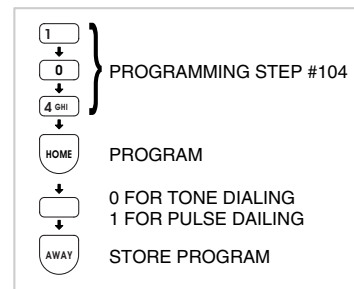 1
0
4 GHI
PROGRAMMING STEP #104
HOME PROGRAM
0 FOR TONE DIALING
1 FOR PULSE DAILING
AWAY STORE PROGRAM